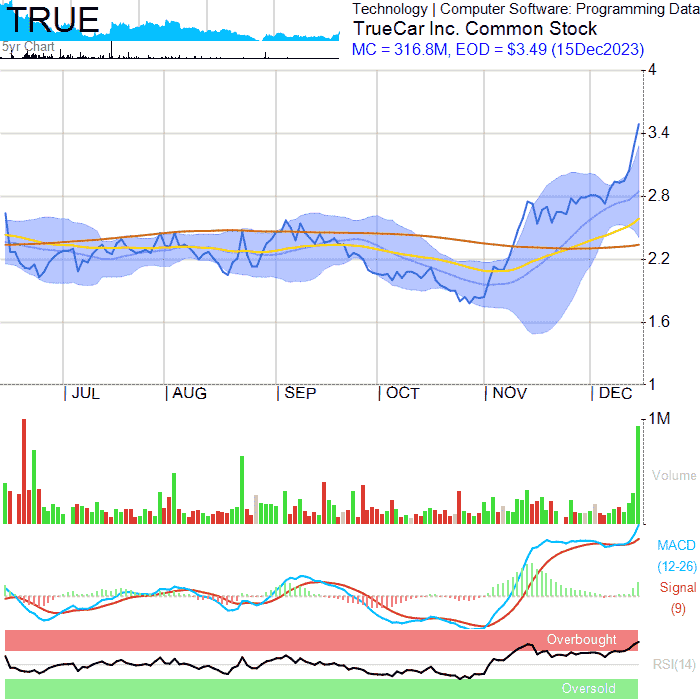 TRUE
5yr Chart
Technology | Computer Software: Programming Data
TrueCar Inc. Common Stock
MC = 316.8M, EOD = $3.49 (15Dec2023)
4
3.4
2.8
2.2
1.6
1
| JUL | AUG | SEP | OCT | NOV | DEC
1M
Volume
MACD
(12-26)
Signal
(9)
Overbought
RSI(14)
Oversold